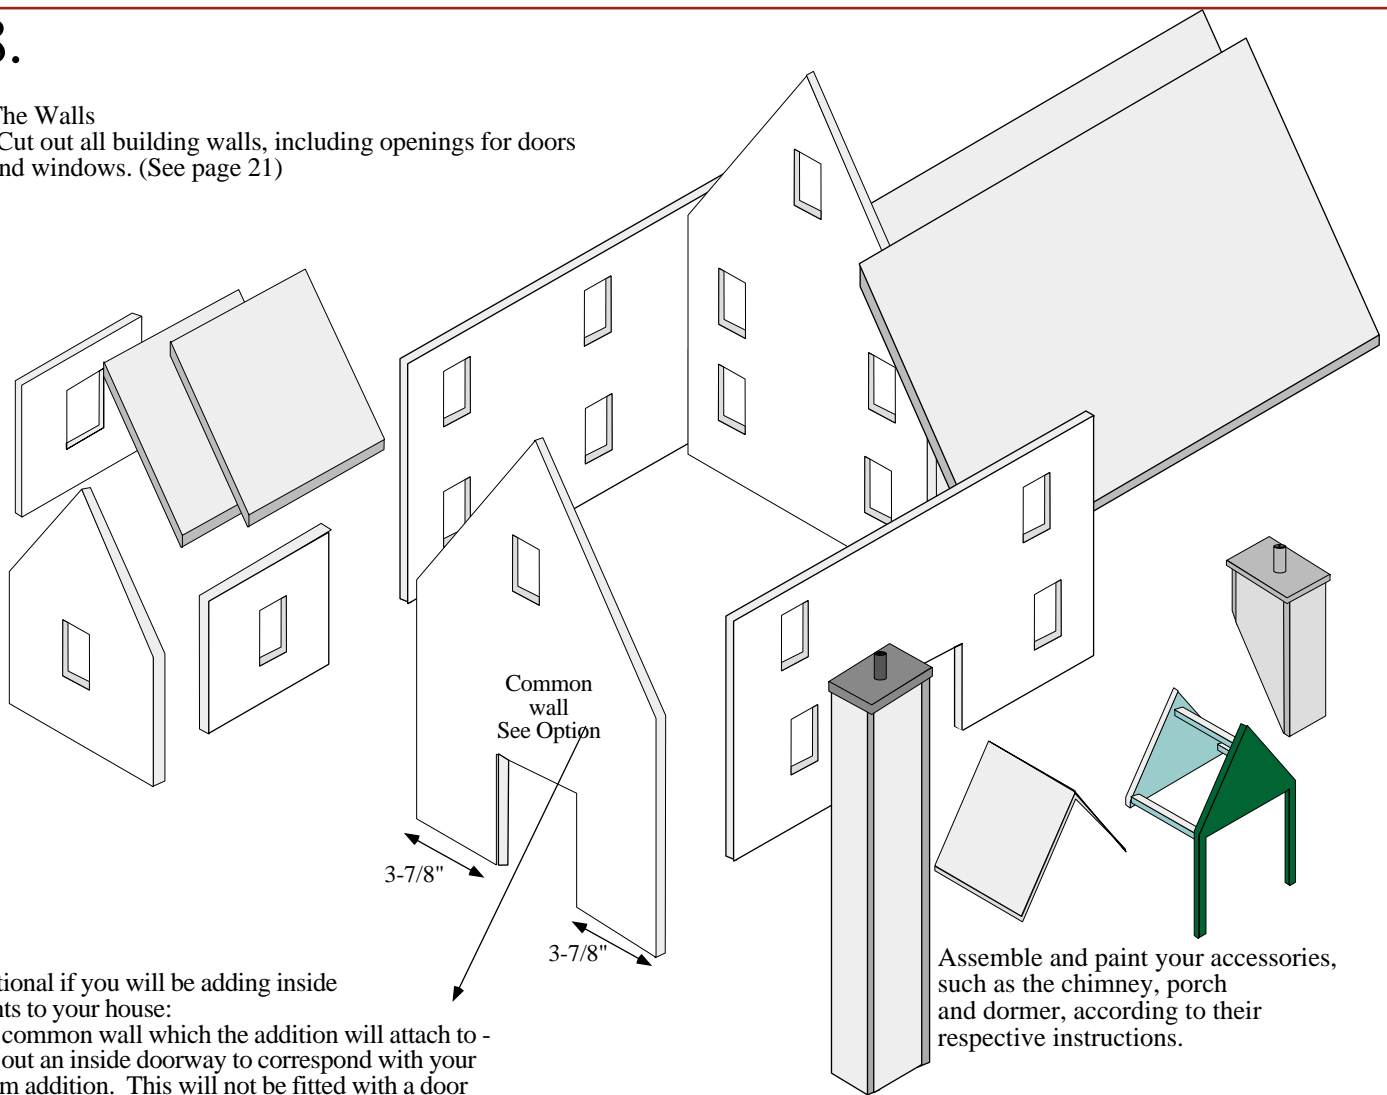 3.
The Walls
Cut out all building walls, including openings for doors
nd windows. (See page 21)
Common
wall
See Option
3-7/8"
3-7/8"
tional if you will be adding inside
nts to your house:
common wall which the addition will attach to -
out an inside doorway to correspond with your
m addition. This will not be fitted with a door
Assemble and paint your accessories,
such as the chimney, porch
and dormer, according to their
respective instructions.